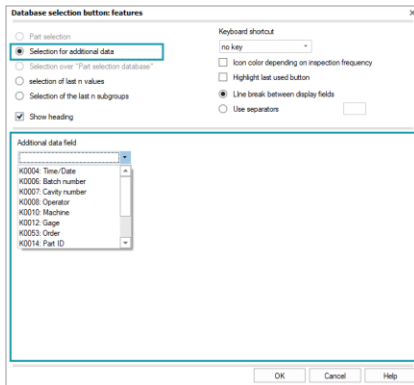 Database selection button: features
Part selection
Selection for additional data
Selection over "Part selection database"
selection of last n values
Selection of the last n subgroups
Show heading
Keyboard shortcut
no key
Icon color depending on inspection frequency
Highlight last used button
Line break between display fields
Use separators
Additional data field
K0004: Time/Date
K0006: Batch number
K0007: Cavity number
K0008: Operator
K0010: Machine
K0012: Gage
K0053: Order
K0014: Part ID
OK
Cancel
Help